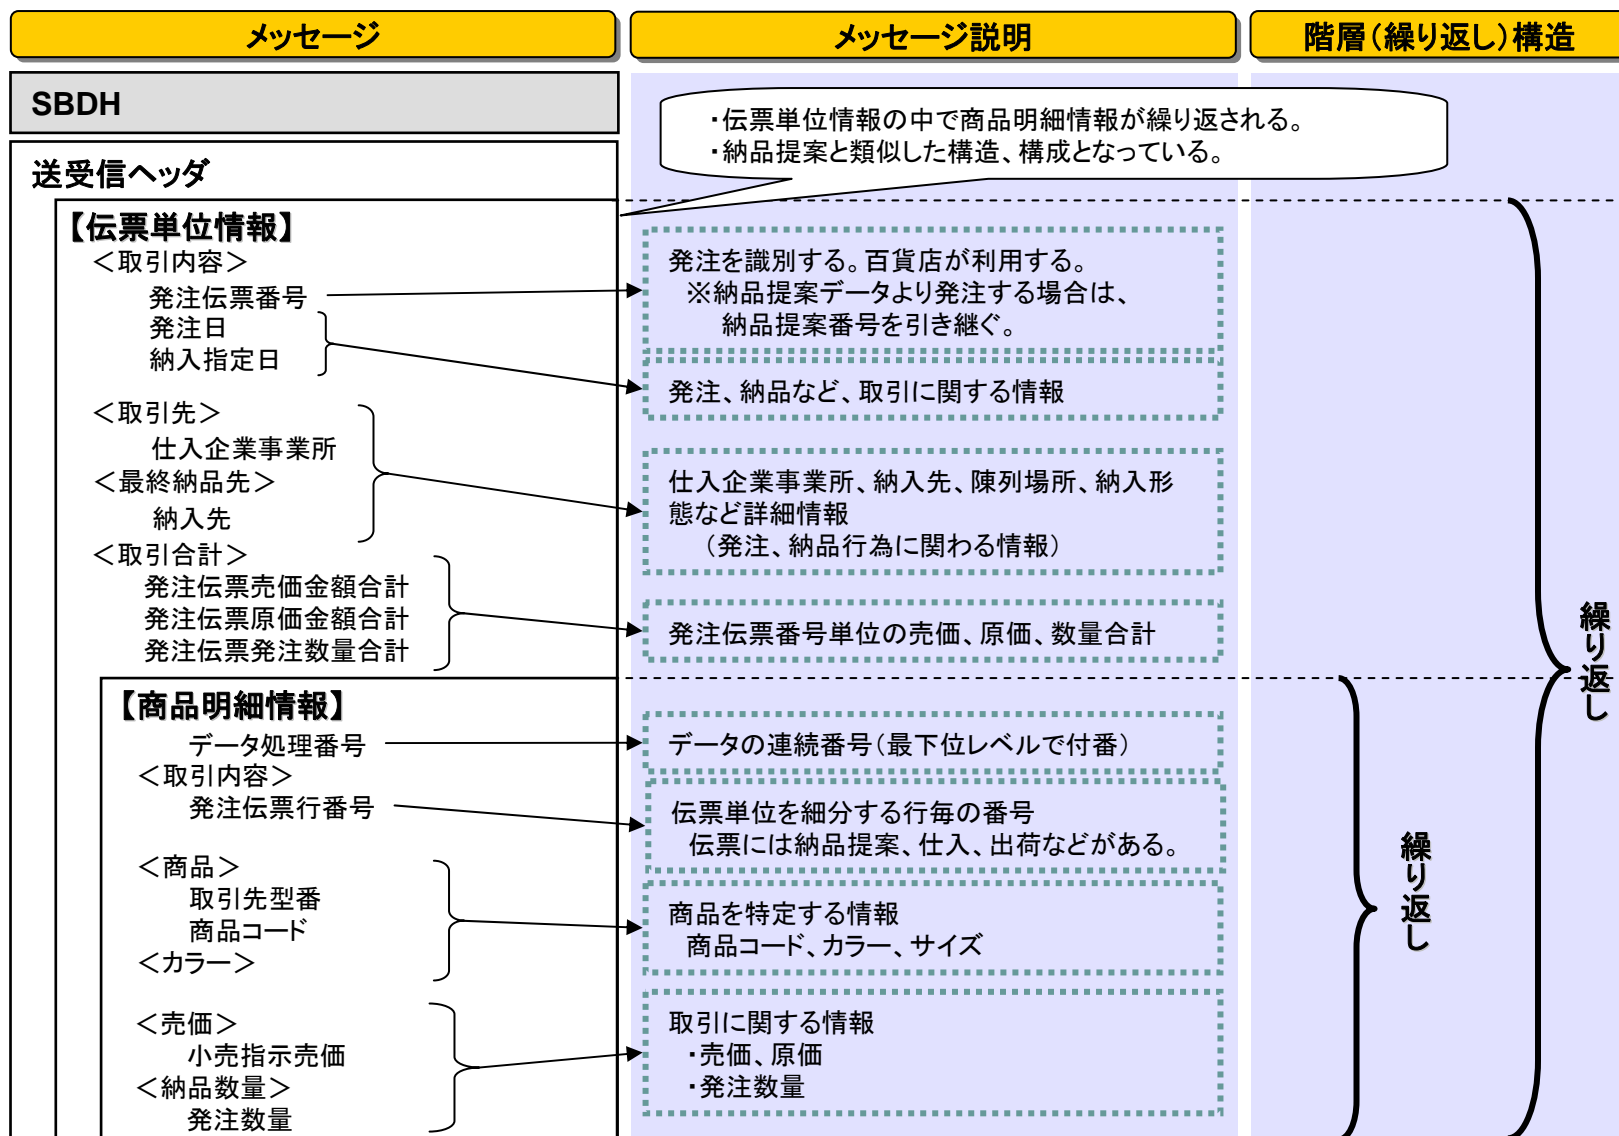 メッセージ
メッセージ説明
階層（繰り返し）構造
SBDH
・伝票単位情報の中で商品明細情報が繰り返される。
・納品提案と類似した構造、構成となっている。
送受信ヘッダ
【伝票単位情報】
＜取引内容＞
発注伝票番号
発注日
納入指定日
＜取引先＞
仕入企業事業所
＜最終納品先＞
納入先
＜取引合計＞
発注伝票売価金額合計
発注伝票原価金額合計
発注伝票発注数量合計
【商品明細情報】
データ処理番号
＜取引内容＞
発注伝票行番号
＜商品＞
取引先型番
商品コード
＜カラー＞
＜売価＞
小売指示売価
＜納品数量＞
発注数量
発注を識別する。百貨店が利用する。
※納品提案データより発注する場合は、
納品提案番号を引き継ぐ。
発注、納品など、取引に関する情報
仕入企業事業所、納入先、陳列場所、納入形
態など詳細情報
（発注、納品行為に関わる情報）
発注伝票番号単位の売価、原価、数量合計
データの連続番号（最下位レベルで付番）
伝票単位を細分する行毎の番号
伝票には納品提案、仕入、出荷などがある。
商品を特定する情報
商品コード、カラー、サイズ
取引に関する情報
・売価、原価
・発注数量
繰り返し
繰り返し